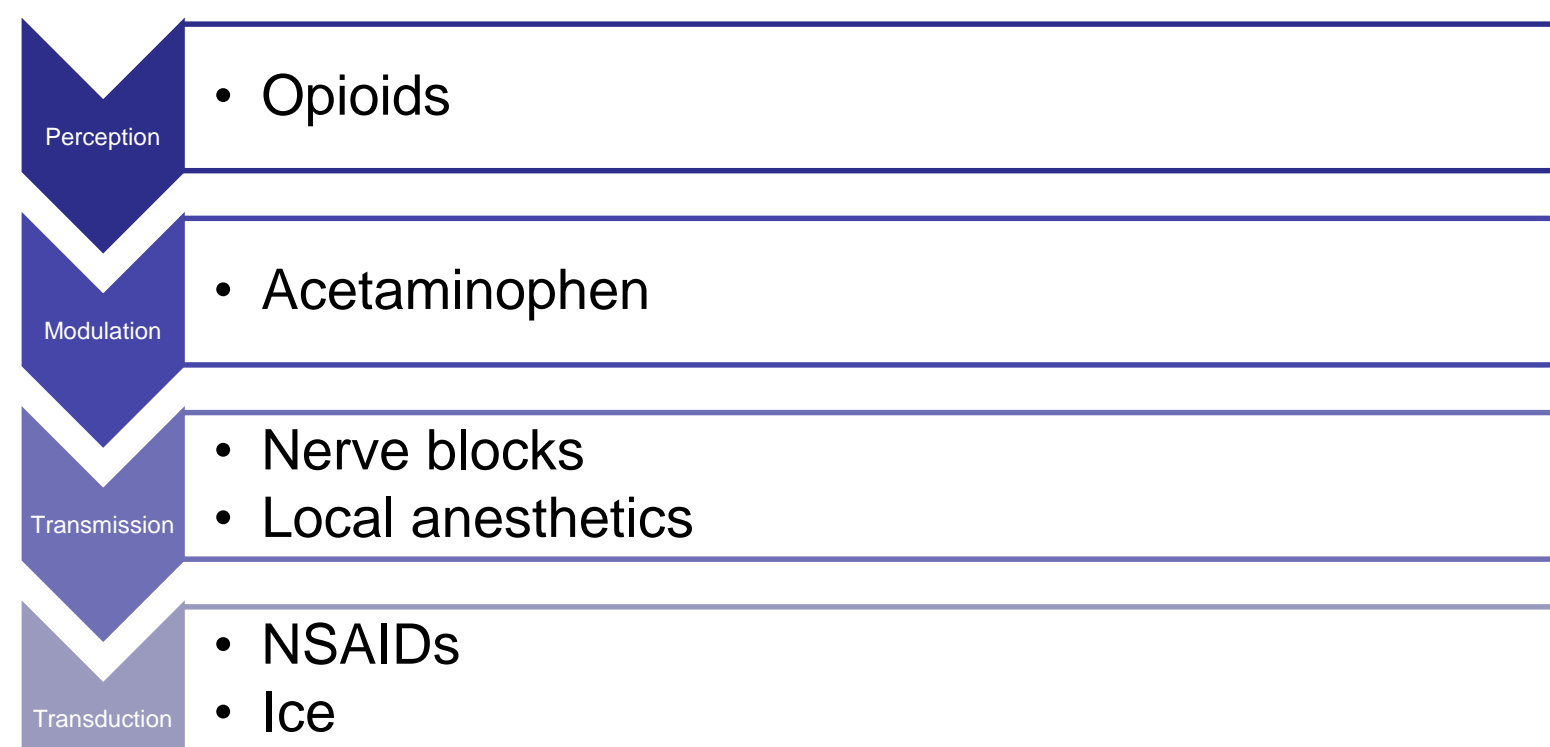 Perception
• Opioids
Modulation
• Acetaminophen
Transmission
• Nerve blocks
• Local anesthetics
Transduction
• NSAIDs
• Ice